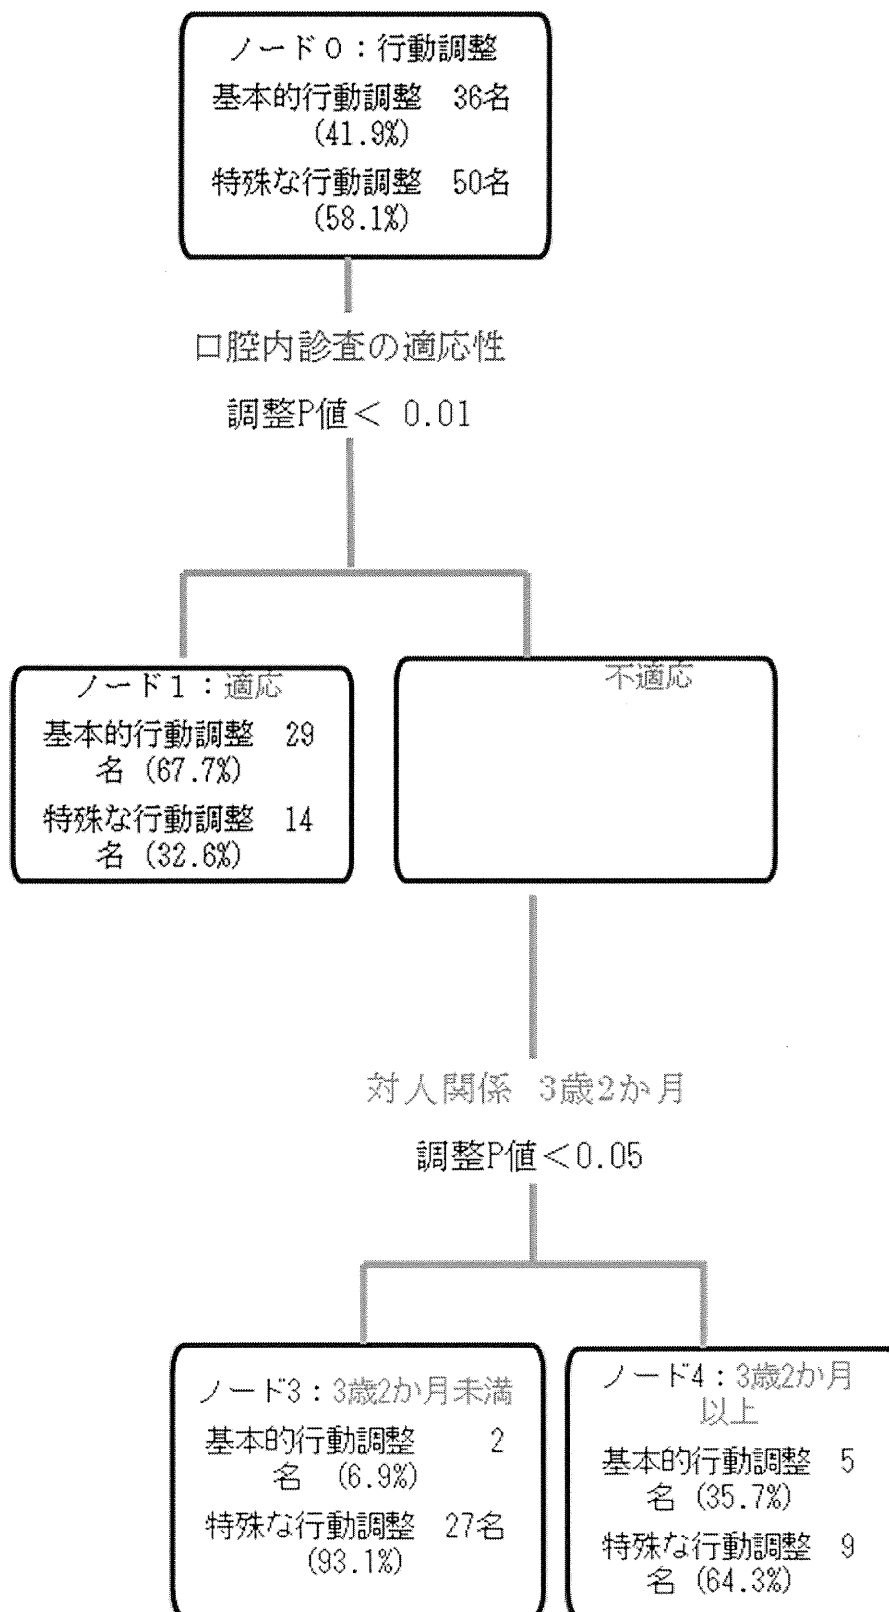 ノード0：行動調整
基本的行動調整　36名
(41.9%)
特殊な行動調整　50名
(58.1%)
口腔内診査の適応性
調整P値＜ 0.01
ノード1：適応
基本的行動調整　29
名 (67.7%)
特殊な行動調整　14
名 (32.6%)
不適応
対人関係 3歳2か月
調整P値＜0.05
ノード3：3歳2か月未満
基本的行動調整　2
名 (6.9%)
特殊な行動調整　27名
(93.1%)
ノード4：3歳2か月
以上
基本的行動調整　5
名 (35.7%)
特殊な行動調整　9
名 (64.3%)